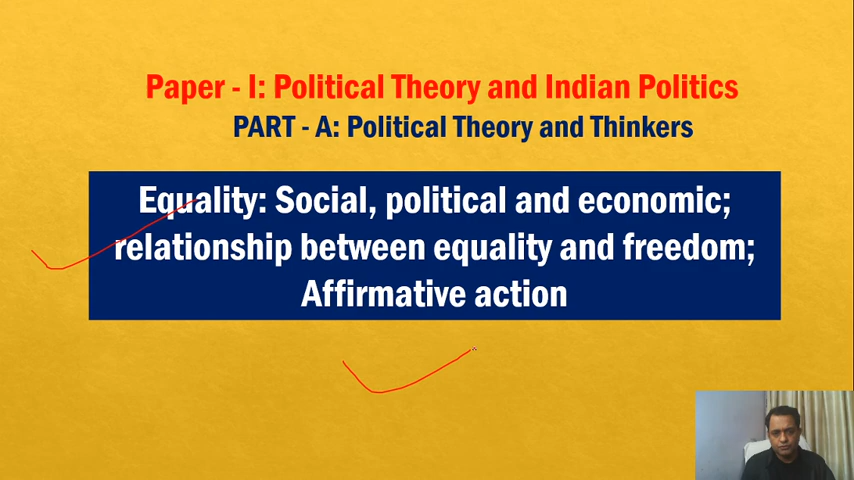 Paper - I: Political Theory and Indian Politics
PART - A: Political Theory and Thinkers
Equality: Social, political and economic;
relationship between equality and freedom;
Affirmative action